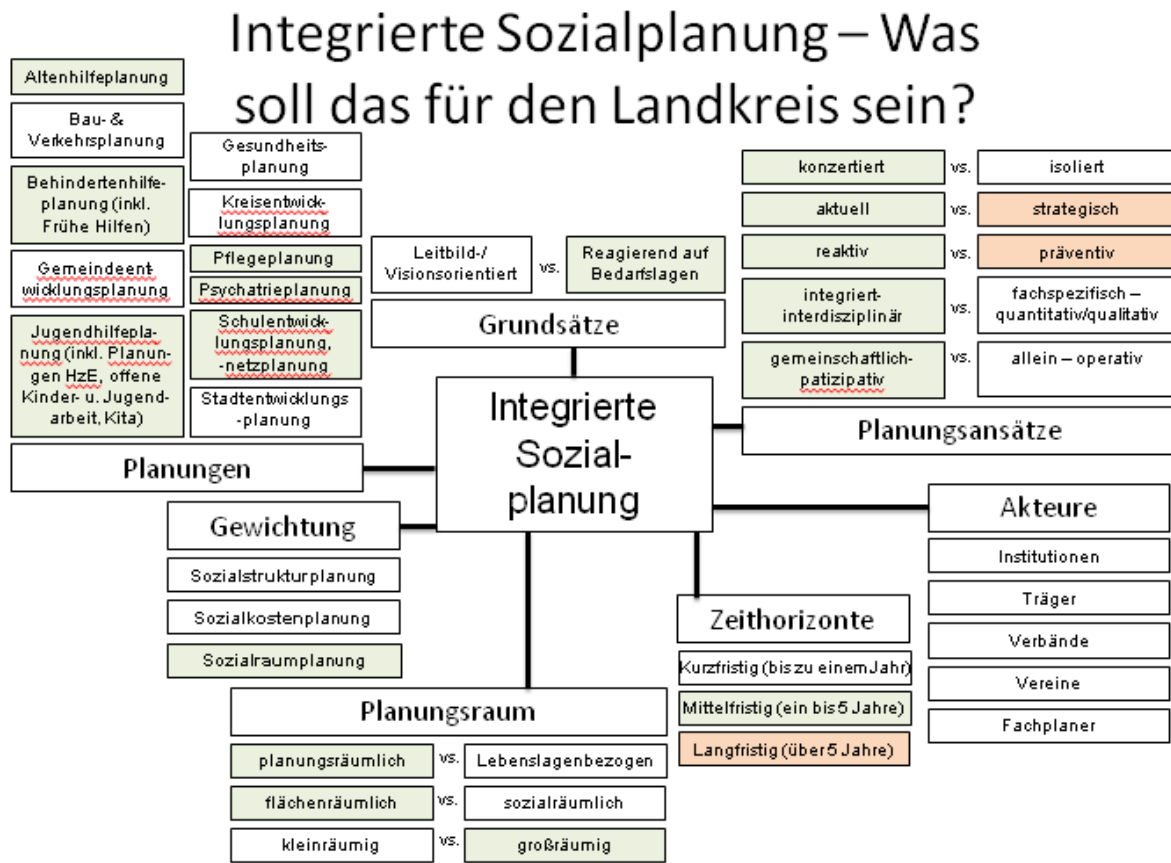 Integrierte Sozialplanung – Was
soll das für den Landkreis sein?
Altenhilfeplanung
Bau- &
Verkehrsplanung
Behindertenhilfe-
planung (inkl.
Frühe Hilfen)
Gemeindeent
wicklungsplanung
Jugendhilfepla-
nung (inkl. Planun-
gen HzE, offene
Kinder- u. Jugend-
arbeit, Kita)
Gesundheits-
planung
Kreisentwick-
lungsplanung
Pflegeplanung
Psychatrieplanung
Schulentwick-
lungsplanung,
-netzplanung
Stadtentwicklungs
-planung
Planungen
Leitbild-/
Visionsorientiert
vs.
Reagierend auf
Bedarfslagen
Grundsätze
konzertiert vs. isoliert
aktuell vs. strategisch
reaktiv vs. präventiv
integriert-
interdisziplinär
vs.
fachspezifisch –
quantitativ/qualitativ
gemeinschaftlich-
patizipativ
vs.
allein – operativ
Planungsansätze
Integrierte
Sozial-
planung
Gewichtung
Sozialstrukturplanung
Sozialkostenplanung
Sozialraumplanung
Planungsraum
planungsräumlich vs. Lebenslagenbezogen
flächenräumlich vs. sozialräumlich
kleinräumig vs. großräumig
Zeithorizonte
Kurzfristig (bis zu einem Jahr)
Mittelfristig (ein bis 5 Jahre)
Langfristig (über 5 Jahre)
Akteure
Institutionen
Träger
Verbände
Vereine
Fachplaner